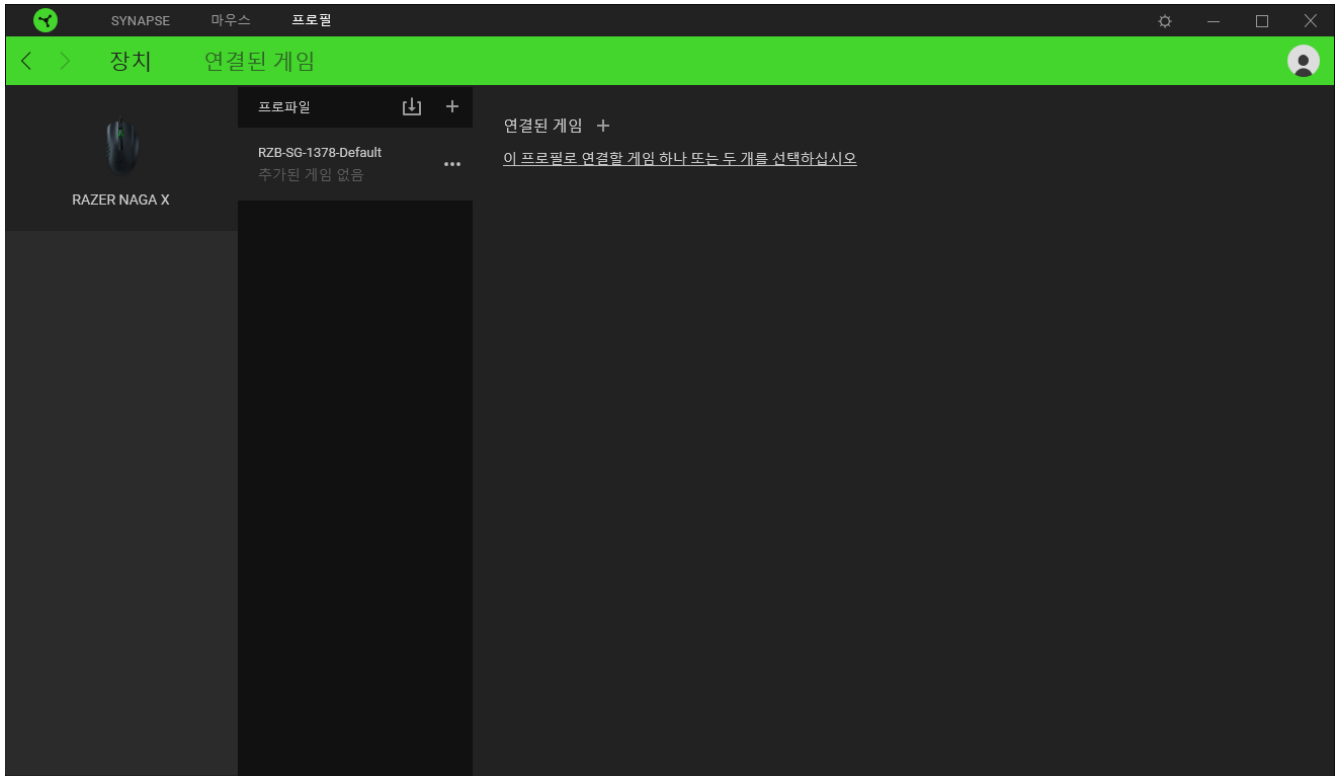 SYNAPSE 마우스 프로필
장치 연결된 게임
RAZER NAGA X
프로파일
RZB-SG-1378-Default
추가된 게임 없음
연결된 게임
이 프로필로 연결할 게임 하나 또는 두 개를 선택하십시오